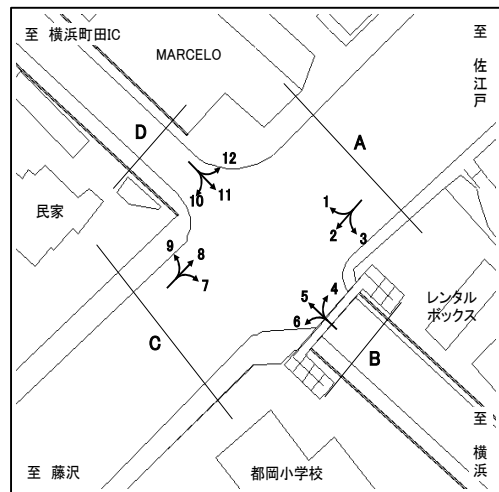 至 横浜町田IC
MARCELO
至 佐江戸
D
A
12
11
10
1
2
3
民家
9
8
7
4
5
6
レンタル
ボックス
C
B
至 横浜
至 藤沢
都岡小学校